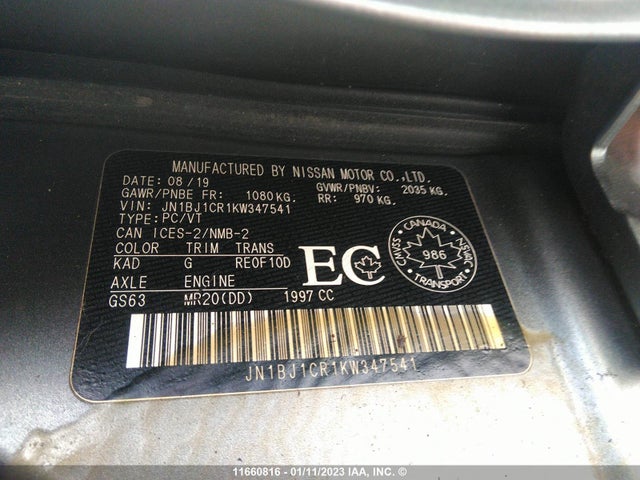 MANUFACTURED BY NISSAN MOTOR CO.,LTD.
DATE: 08/19
GAWR/PNBE FR: 1080 KG. GVWR/PNBV: 2035 KG.
RR: 970 KG.
VIN: JN1BJ1CR1KW347541
TYPE: PC/VT
CAN ICES-2/NMB-2
COLOR TRIM TRANS
KAD G RE0F10D
AXLE ENGINE
GS63 MR20(DD) 1997 CC
EC
CANADA
CMVSS 986 NSVAC
TRANSPORT
JN1BJ1CR1KW347541
11660816 - 01/11/2023 IAA, INC. ©